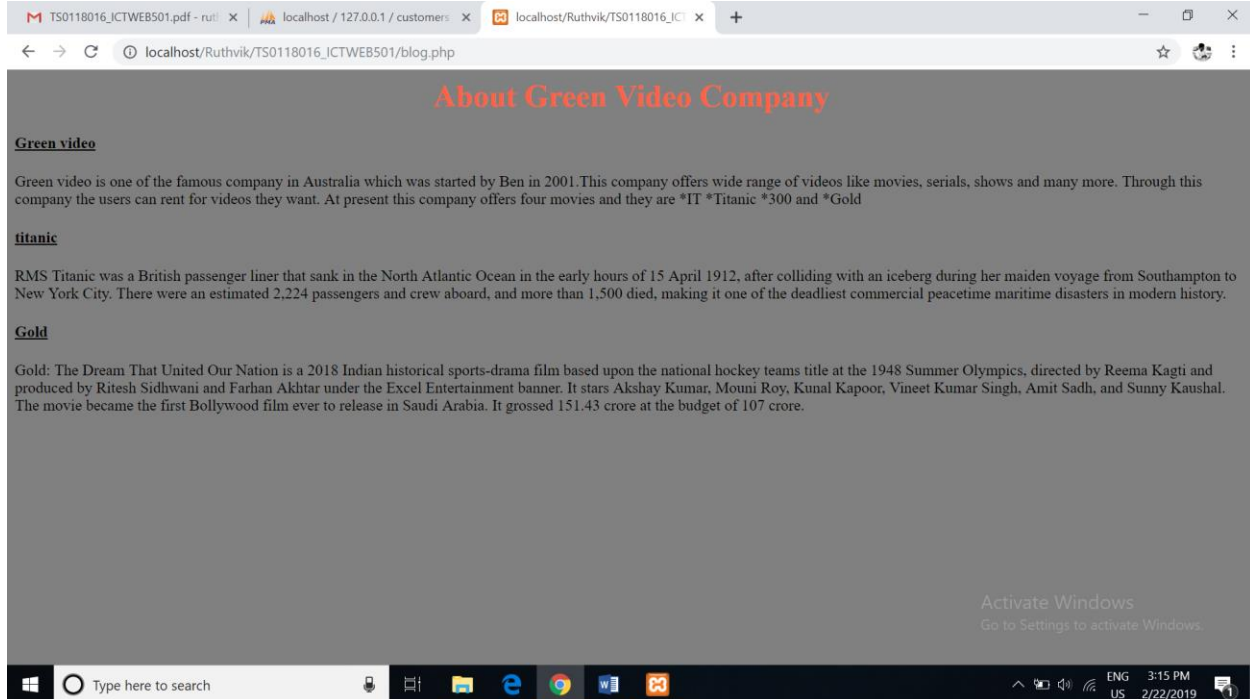 TS0118016_ICTWEB501.pdf - rut
localhost / 127.0.0.1 / customers
localhost/Ruthvik/TS0118016_IC
localhost/Ruthvik/TS0118016_ICTWEB501/blog.php
About Green Video Company
Green video
Green video is one of the famous company in Australia which was started by Ben in 2001.This company offers wide range of videos like movies, serials, shows and many more. Through this
company the users can rent for videos they want. At present this company offers four movies and they are *IT *Titanic *300 and *Gold
titanic
RMS Titanic was a British passenger liner that sank in the North Atlantic Ocean in the early hours of 15 April 1912, after colliding with an iceberg during her maiden voyage from Southampton to
New York City. There were an estimated 2,224 passengers and crew aboard, and more than 1,500 died, making it one of the deadliest commercial peacetime maritime disasters in modern history.
Gold
Gold: The Dream That United Our Nation is a 2018 Indian historical sports-drama film based upon the national hockey teams title at the 1948 Summer Olympics, directed by Reema Kagti and
produced by Ritesh Sidhwani and Farhan Akhtar under the Excel Entertainment banner. It stars Akshay Kumar, Mouni Roy, Kunal Kapoor, Vineet Kumar Singh, Amit Sadh, and Sunny Kaushal.
The movie became the first Bollywood film ever to release in Saudi Arabia. It grossed 151.43 crore at the budget of 107 crore.
Activate Windows
Go to Settings to activate Windows.
Type here to search
ENG 3:15 PM
US 2/22/2019